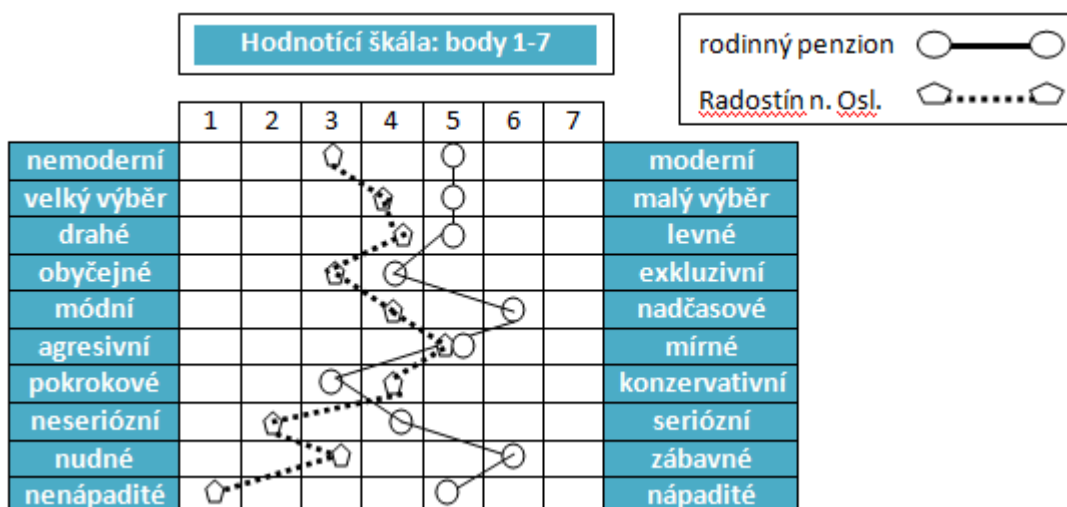 Hodnotící škála: body 1-7
rodinný penzion
Radostín n. Osl.
1 2 3 4 5 6 7
nemoderní moderní
velký výběr malý výběr
drahé levné
obyčejné exkluzivní
módní nadčasové
agresivní mírné
pokrokové konzervativní
neseriózní seriózní
nudné zábavné
nenápadité nápadité